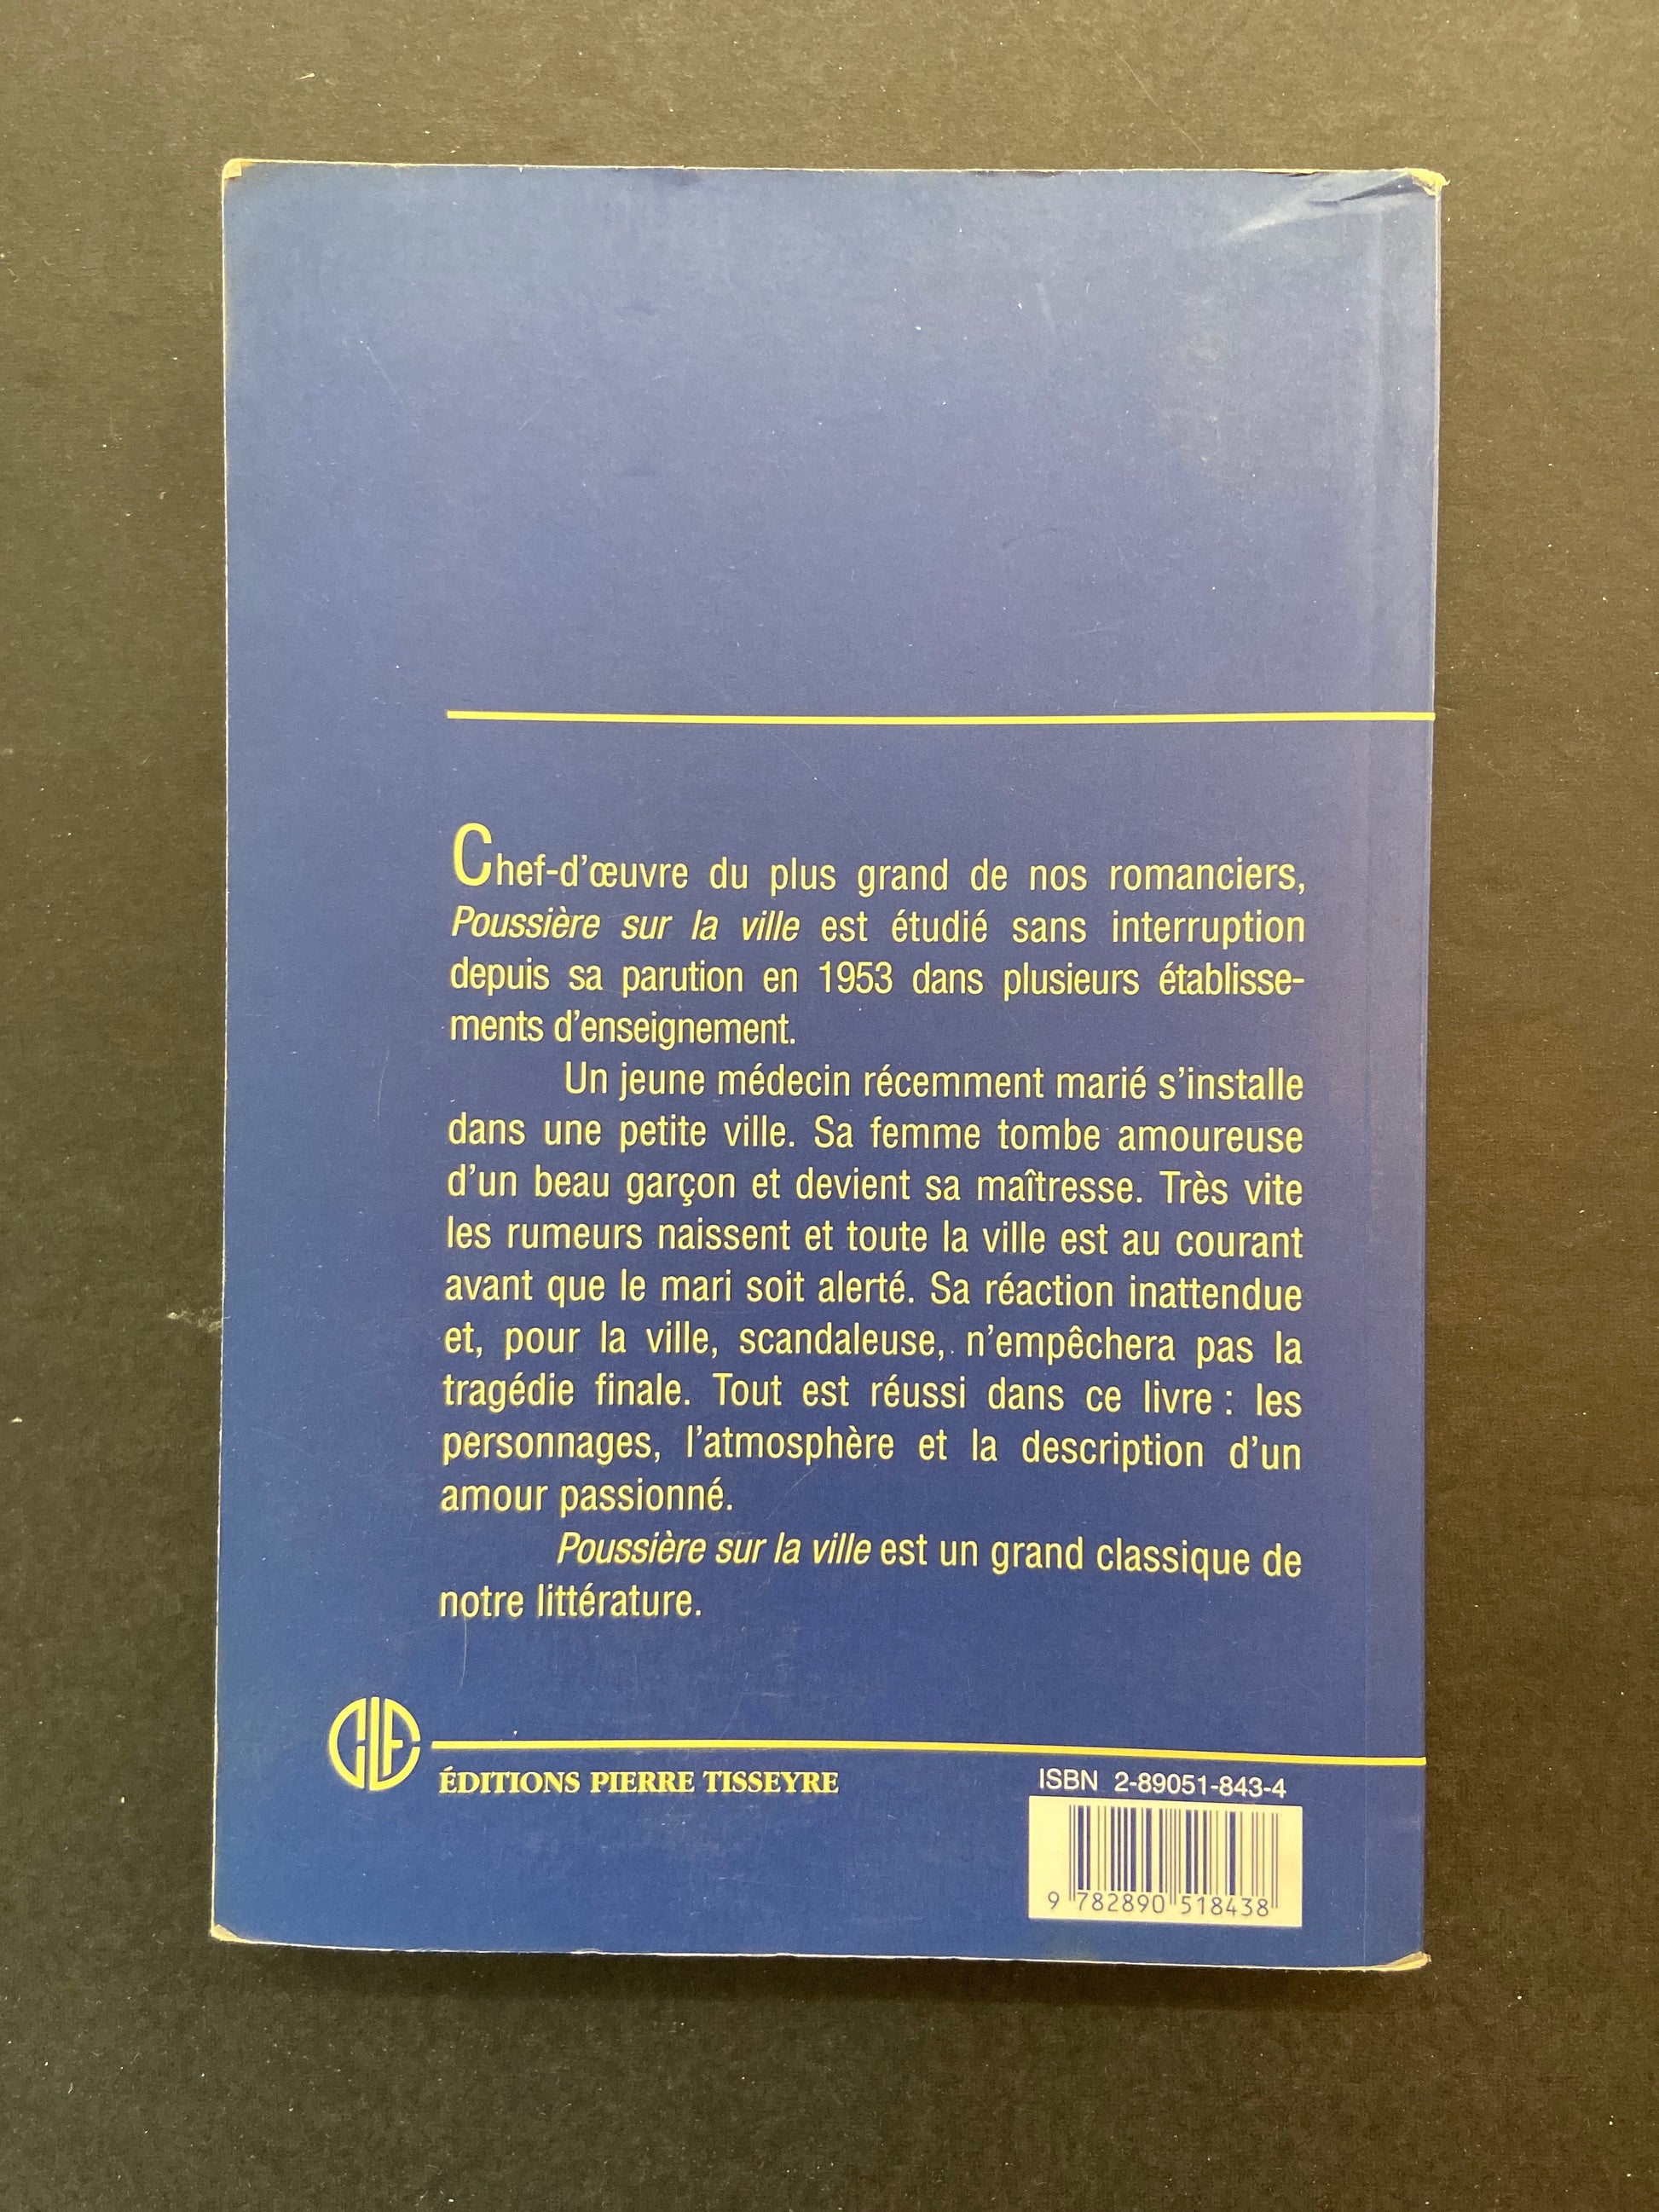 Chef-d'œuvre du plus grand de nos romanciers,
Poussière sur la ville est étudié sans interruption
depuis sa parution en 1953 dans plusieurs établisse-
ments d'enseignement.
Un jeune médecin récemment marié s'installe
dans une petite ville. Sa femme tombe amoureuse
d'un beau garçon et devient sa maîtresse. Très vite
les rumeurs naissent et toute la ville est au courant
avant que le mari soit alerté. Sa réaction inattendue
et, pour la ville, scandaleuse, n'empêchera pas la
tragédie finale. Tout est réussi dans ce livre : les
personnages, l'atmosphère et la description d'un
amour passionné.
Poussière sur la ville est un grand classique de
notre littérature.
CLF
ÉDITIONS PIERRE TISSEYRE
ISBN 2-89051-843-4
9 782890 518438